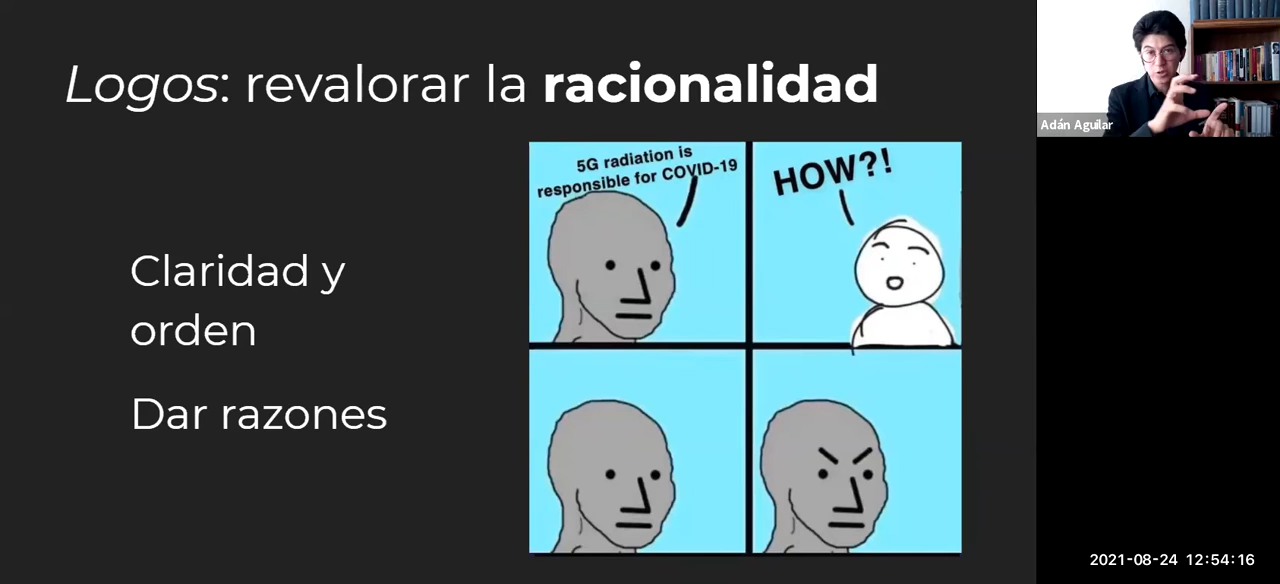 Logos: revalorar la racionalidad
Claridad y
orden
Dar razones
5G radiation is
responsible for COVID-19
HOW?!
Adán Aguilar
2021-08-24 12:54:16